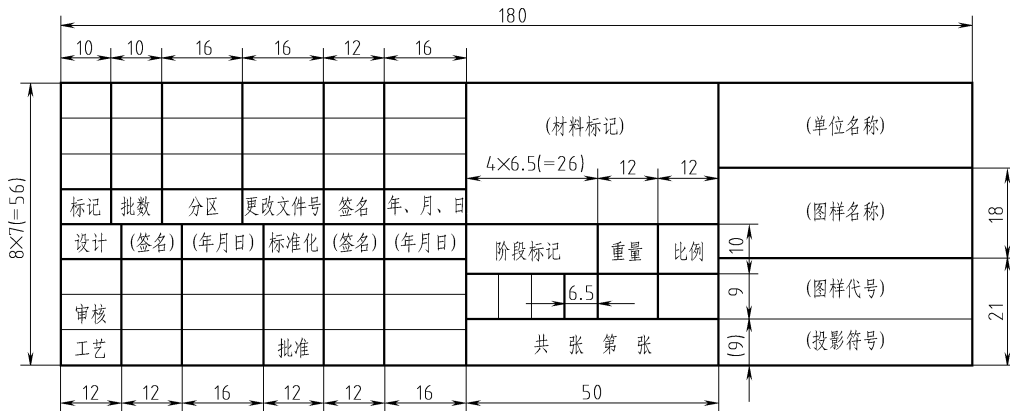 180
10 10 16 16 12 16
(材料标记) (单位名称)
4×6.5(=26) 12 12
8×7(=56)
标记 批数 分区 更改文件号 签名 年、月、日
(图样名称) 18
设计 (签名) (年月日) 标准化 (签名) (年月日)
阶段标记 重量 比例 10
6.5 9 (图样代号) 21
审核
工艺 批准 共 张 第 张 (9) (投影符号)
12 12 16 12 12 16 50